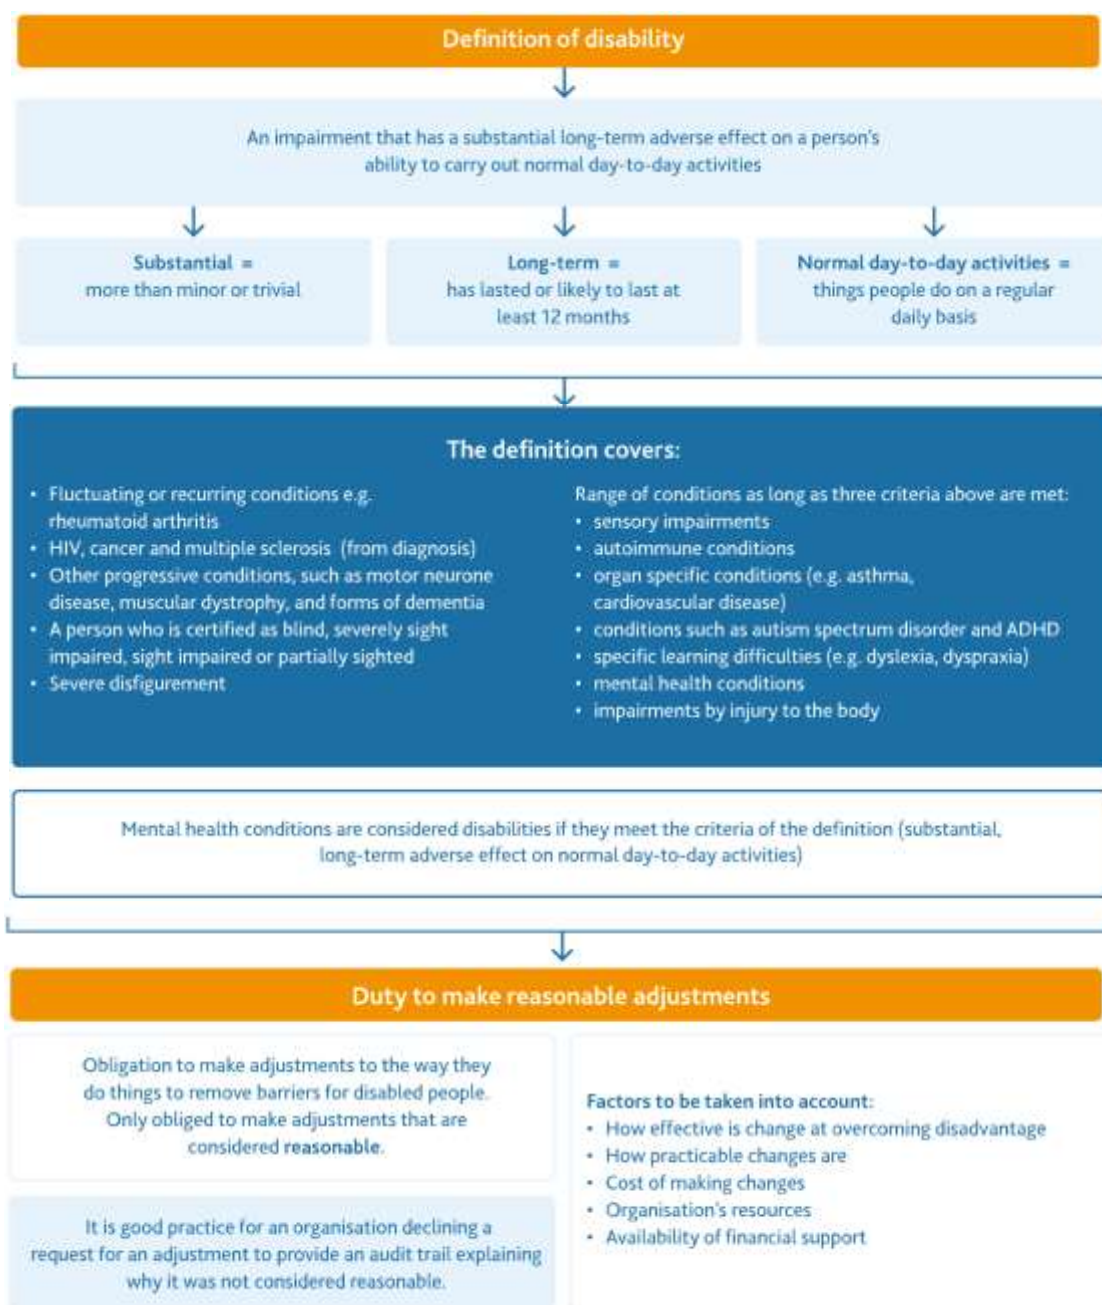 Definition of disability
An impairment that has a substantial long-term adverse effect on a person's
ability to carry out normal day-to-day activities
Substantial =
more than minor or trivial
Long-term =
has lasted or likely to last at
least 12 months
Normal day-to-day activities =
things people do on a regular
daily basis
The definition covers:
• Fluctuating or recurring conditions e.g.
rheumatoid arthritis
• HIV, cancer and multiple sclerosis (from diagnosis)
• Other progressive conditions, such as motor neurone
disease, muscular dystrophy, and forms of dementia
• A person who is certified as blind, severely sight
impaired, sight impaired or partially sighted
• Severe disfigurement
Range of conditions as long as three criteria above are met:
• sensory impairments
• autoimmune conditions
• organ specific conditions (e.g. asthma,
cardiovascular disease)
• conditions such as autism spectrum disorder and ADHD
• specific learning difficulties (e.g. dyslexia, dyspraxia)
• mental health conditions
• impairments by injury to the body
Mental health conditions are considered disabilities if they meet the criteria of the definition (substantial,
long-term adverse effect on normal day-to-day activities)
Duty to make reasonable adjustments
Obligation to make adjustments to the way they
do things to remove barriers for disabled people.
Only obliged to make adjustments that are
considered reasonable.
It is good practice for an organisation declining a
request for an adjustment to provide an audit trail explaining
why it was not considered reasonable.
Factors to be taken into account:
• How effective is change at overcoming disadvantage
• How practicable changes are
• Cost of making changes
• Organisation's resources
• Availability of financial support